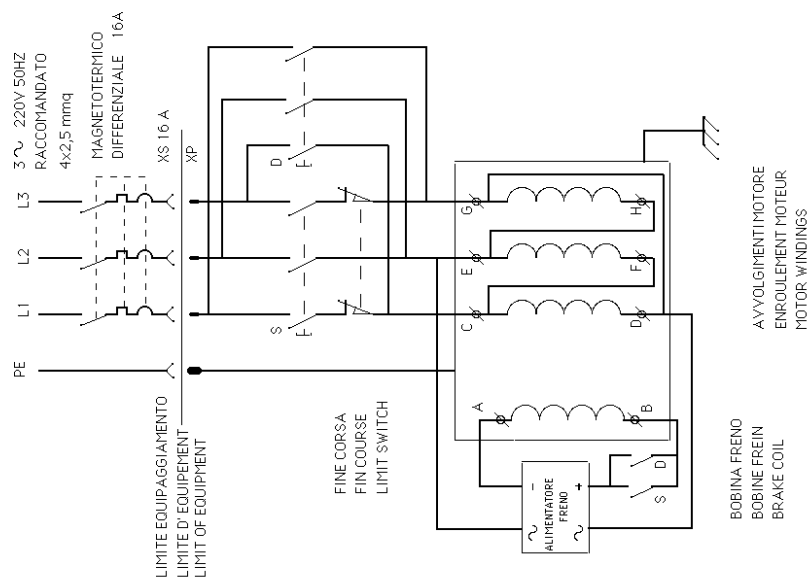 3 ~ 220V 50HZ
RACCOMANDATO
4x2,5 mmq
MAGNETOTERMICO
DIFFERENZIALE 16A
XS 16 A
XP
L3
L2
L1
PE
D
S
LIMITE EQUIPAGGIAMENTO
LIMITE D' EQUIPEMENT
LIMIT OF EQUIPMENT
FINE CORSA
FIN COURSE
LIMIT SWITCH
G
H
E
F
C
D
A
B
ALIMENTATORE
FRENO
~
-
~
+
D
S
AVVOLGIMENTI MOTORE
ENROULEMENT MOTEUR
MOTOR WINDINGS
BOBINA FRENO
BOBINE FREIN
BRAKE COIL